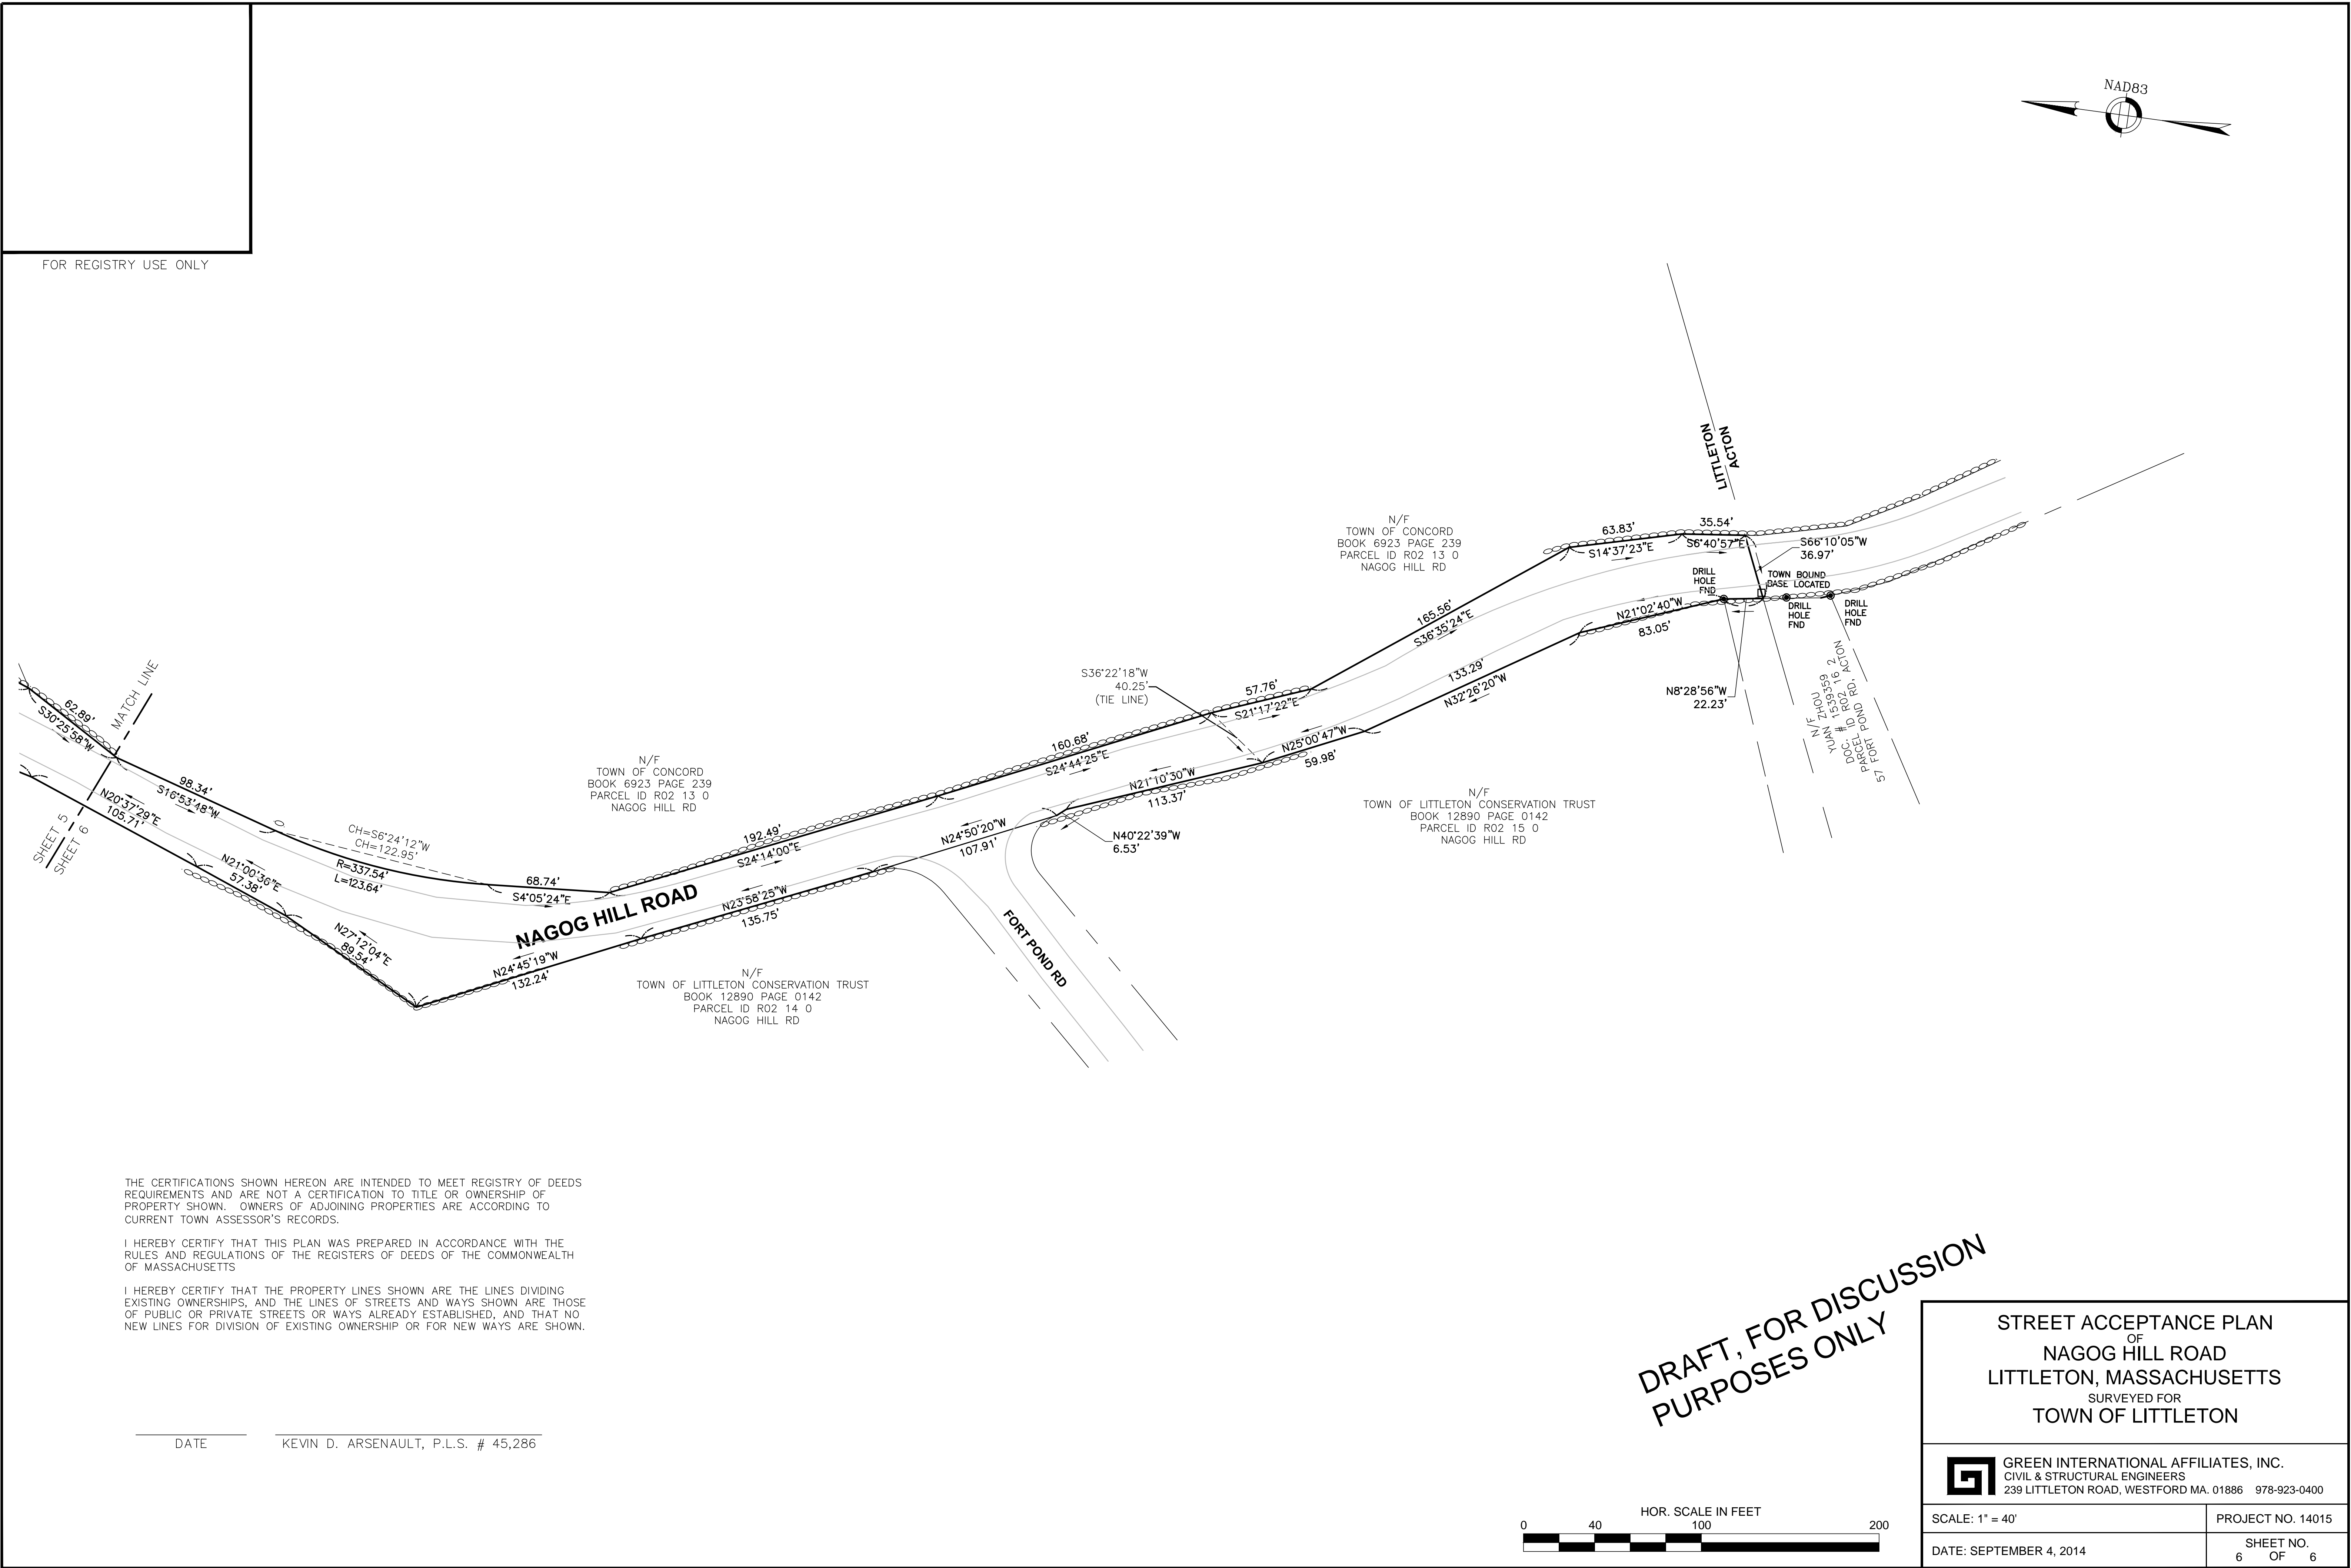 FOR REGISTRY USE ONLY
NAD83
LITTLETON
ACTON
N/F
TOWN OF CONCORD
BOOK 6923 PAGE 239
PARCEL ID R02 13 0
NAGOG HILL RD
63.83'
S14°37'23"E
35.54'
S6°40'57"E
S66°10'05"W
36.97'
DRILL
HOLE
FND
TOWN BOUND
BASE LOCATED
DRILL
HOLE
FND
DRILL
HOLE
FND
N21°02'40"W
83.05'
165.56'
S36°35'24"E
133.29'
N32°26'20"W
N8°28'56"W
22.23'
N/F
YUAN ZHOU
DOC. # 1539359
PARCEL ID R02 16 2
57 FORT POND RD, ACTON
S36°22'18"W
40.25'
(TIE LINE)
57.76'
S21°17'22"E
N25°00'47"W
59.98'
160.68'
S24°44'25"E
N21°10'30"W
113.37'
N40°22'39"W
6.53'
N/F
TOWN OF LITTLETON CONSERVATION TRUST
BOOK 12890 PAGE 0142
PARCEL ID R02 15 0
NAGOG HILL RD
MATCH LINE
62.89'
S30°25'58"W
SHEET 5
SHEET 6
98.34'
S16°53'48"W
N20°37'29"E
105.71'
N21°00'36"E
57.38'
CH=S6°24'12"W
CH=122.95'
R=337.54'
L=123.64'
N27°12'04"E
89.54'
68.74'
S4°05'24"E
N/F
TOWN OF CONCORD
BOOK 6923 PAGE 239
PARCEL ID R02 13 0
NAGOG HILL RD
192.49'
S24°14'00"E
N24°50'20"W
107.91'
NAGOG HILL ROAD
N23°58'25"W
135.75'
N24°45'19"W
132.24'
FORT POND RD
N/F
TOWN OF LITTLETON CONSERVATION TRUST
BOOK 12890 PAGE 0142
PARCEL ID R02 14 0
NAGOG HILL RD
THE CERTIFICATIONS SHOWN HEREON ARE INTENDED TO MEET REGISTRY OF DEEDS
REQUIREMENTS AND ARE NOT A CERTIFICATION TO TITLE OR OWNERSHIP OF
PROPERTY SHOWN. OWNERS OF ADJOINING PROPERTIES ARE ACCORDING TO
CURRENT TOWN ASSESSOR'S RECORDS.
I HEREBY CERTIFY THAT THIS PLAN WAS PREPARED IN ACCORDANCE WITH THE
RULES AND REGULATIONS OF THE REGISTERS OF DEEDS OF THE COMMONWEALTH
OF MASSACHUSETTS
I HEREBY CERTIFY THAT THE PROPERTY LINES SHOWN ARE THE LINES DIVIDING
EXISTING OWNERSHIPS, AND THE LINES OF STREETS AND WAYS SHOWN ARE THOSE
OF PUBLIC OR PRIVATE STREETS OR WAYS ALREADY ESTABLISHED, AND THAT NO
NEW LINES FOR DIVISION OF EXISTING OWNERSHIP OR FOR NEW WAYS ARE SHOWN.
DATE
KEVIN D. ARSENAULT, P.L.S. # 45,286
DRAFT, FOR DISCUSSION
PURPOSES ONLY
HOR. SCALE IN FEET
0 40 100 200
STREET ACCEPTANCE PLAN
OF
NAGOG HILL ROAD
LITTLETON, MASSACHUSETTS
SURVEYED FOR
TOWN OF LITTLETON
GREEN INTERNATIONAL AFFILIATES, INC.
CIVIL & STRUCTURAL ENGINEERS
239 LITTLETON ROAD, WESTFORD MA. 01886 978-923-0400
SCALE: 1" = 40'
PROJECT NO. 14015
DATE: SEPTEMBER 4, 2014
SHEET NO.
6 OF 6